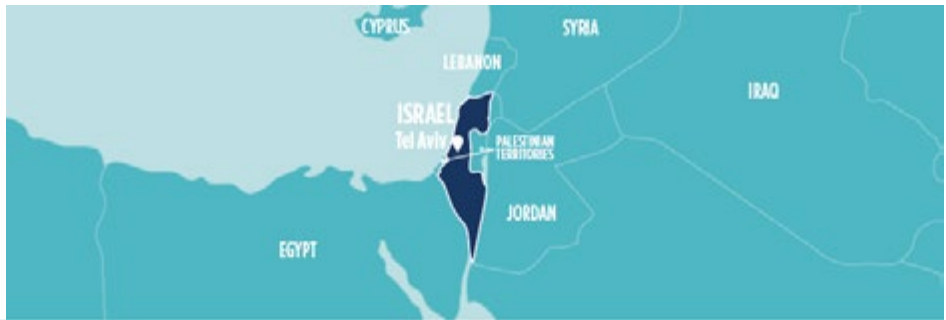 CYPRUS
SYRIA
LEBANON
IRAQ
ISRAEL
Tel Aviv
PALESTINIAN
TERRITORIES
JORDAN
EGYPT